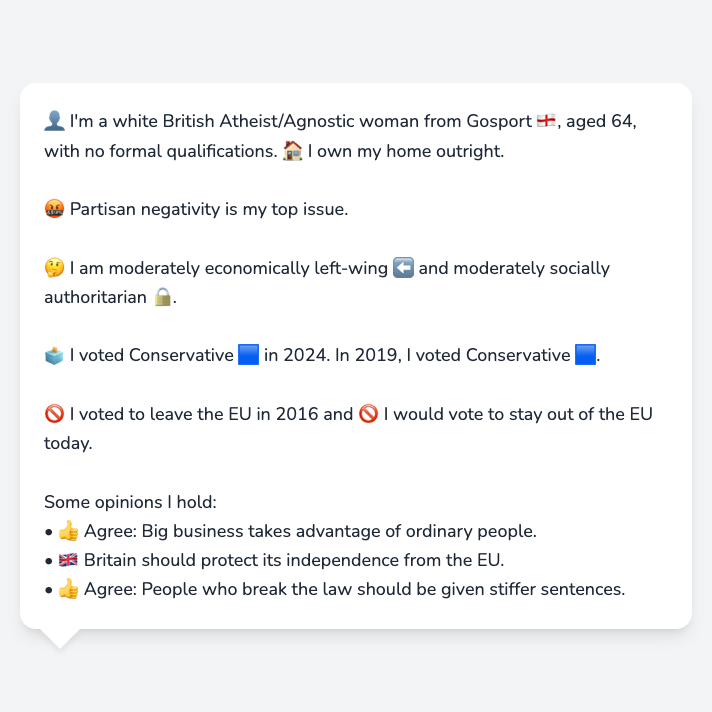 👤 I'm a white British Atheist/Agnostic woman from Gosport 🏴󠁧󠁢󠁥󠁮󠁧󠁿, aged 64,
with no formal qualifications. 🏠 I own my home outright.
🤬 Partisan negativity is my top issue.
🤔 I am moderately economically left-wing ⬅️ and moderately socially
authoritarian 🔒.
🗳️ I voted Conservative 🟦 in 2024. In 2019, I voted Conservative 🟦.
🚫 I voted to leave the EU in 2016 and 🚫 I would vote to stay out of the EU
today.
Some opinions I hold:
• 👍 Agree: Big business takes advantage of ordinary people.
• 🇬🇧 Britain should protect its independence from the EU.
• 👍 Agree: People who break the law should be given stiffer sentences.